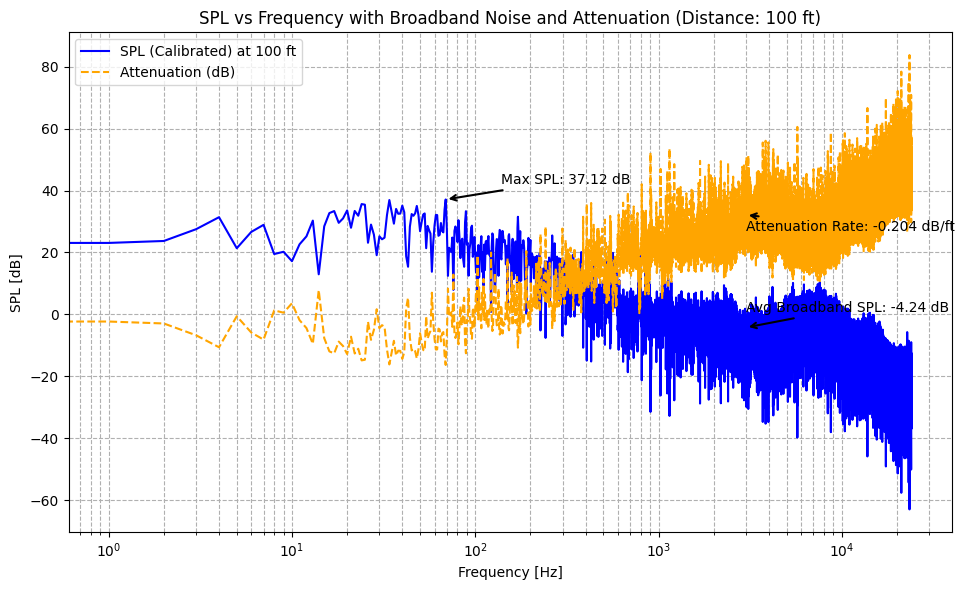 SPL vs Frequency with Broadband Noise and Attenuation (Distance: 100 ft)
SPL (Calibrated) at 100 ft
Attenuation (dB)
Max SPL: 37.12 dB
Attenuation Rate: -0.204 dB/ft
Avg Broadband SPL: -4.24 dB
SPL [dB]
80
60
40
20
0
−20
−40
−60
10⁰
10¹
10²
10³
10⁴
Frequency [Hz]